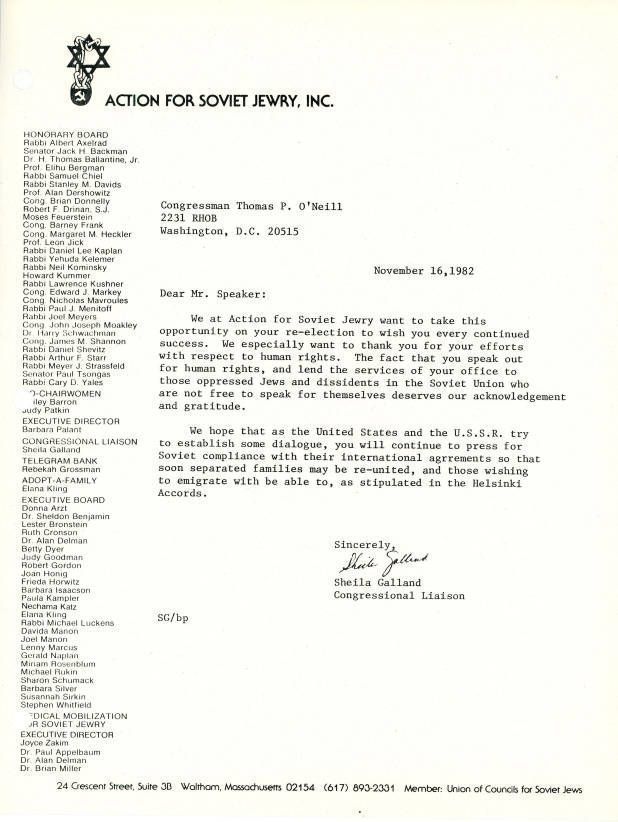 ACTION FOR SOVIET JEWRY, INC.
HONORARY BOARD
Rabbi Albert Axelrad
Senator Jack H. Backman
Dr. H. Thomas Ballantine, Jr.
Prof. Elihu Bergman
Rabbi Samuel Chiel
Rabbi Stanley M. Davids
Prof. Alan Dershowitz
Cong. Brian Donnelly
Robert F. Drinan, S.J.
Moses Feuerstein
Cong. Barney Frank
Cong. Margaret M. Heckler
Prof. Leon Jick
Rabbi Daniel Lee Kaplan
Rabbi Yehuda Kelemer
Rabbi Neil Kominsky
Howard Kummer
Rabbi Lawrence Kushner
Cong. Edward J. Markey
Cong. Nicholas Mavroules
Rabbi Paul J. Menitoff
Rabbi Joel Meyers
Cong. John Joseph Moakley
Dr. Harry Schwachman
Cong. James M. Shannon
Rabbi Daniel Shevitz
Rabbi Arthur F. Starr
Rabbi Meyer J. Strassfeld
Senator Paul Tsongas
Rabbi Cary D. Yales
O-CHAIRWOMEN
iley Barron
Judy Patkin
EXECUTIVE DIRECTOR
Barbara Palant
CONGRESSIONAL LIAISON
Sheila Galland
TELEGRAM BANK
Rebekah Grossman
ADOPT-A-FAMILY
Elana Kling
EXECUTIVE BOARD
Donna Arzt
Dr. Sheldon Benjamin
Lester Bronstein
Ruth Cronson
Dr. Alan Delman
Betty Dyer
Judy Goodman
Robert Gordon
Joan Honig
Frieda Horwitz
Barbara Isaacson
Paula Kampler
Nechama Katz
Elana Kling
Rabbi Michael Luckens
Davida Manon
Joel Manon
Lenny Marcus
Gerald Naplan
Miriam Rosenblum
Michael Rukin
Sharon Schumack
Barbara Silver
Susannah Sirkin
Stephen Whitfield
EDICAL MOBILIZATION
OR SOVIET JEWRY
EXECUTIVE DIRECTOR
Joyce Zakim
Dr. Paul Appelbaum
Dr. Alan Delman
Dr. Brian Miller
Congressman Thomas P. O'Neill
2231 RHOB
Washington, D.C. 20515
November 16,1982
Dear Mr. Speaker:
We at Action for Soviet Jewry want to take this
opportunity on your re-election to wish you every continued
success. We especially want to thank you for your efforts
with respect to human rights. The fact that you speak out
for human rights, and lend the services of your office to
those oppressed Jews and dissidents in the Soviet Union who
are not free to speak for themselves deserves our acknowledgement
and gratitude.
We hope that as the United States and the U.S.S.R. try
to establish some dialogue, you will continue to press for
Soviet compliance with their international agrrements so that
soon separated families may be re-united, and those wishing
to emigrate with be able to, as stipulated in the Helsinki
Accords.
Sincerely,
Sheila Galland
Sheila Galland
Congressional Liaison
SG/bp
24 Crescent Street, Suite 3B Waltham, Massachusetts 02154 (617) 893-2331 Member: Union of Councils for Soviet Jews